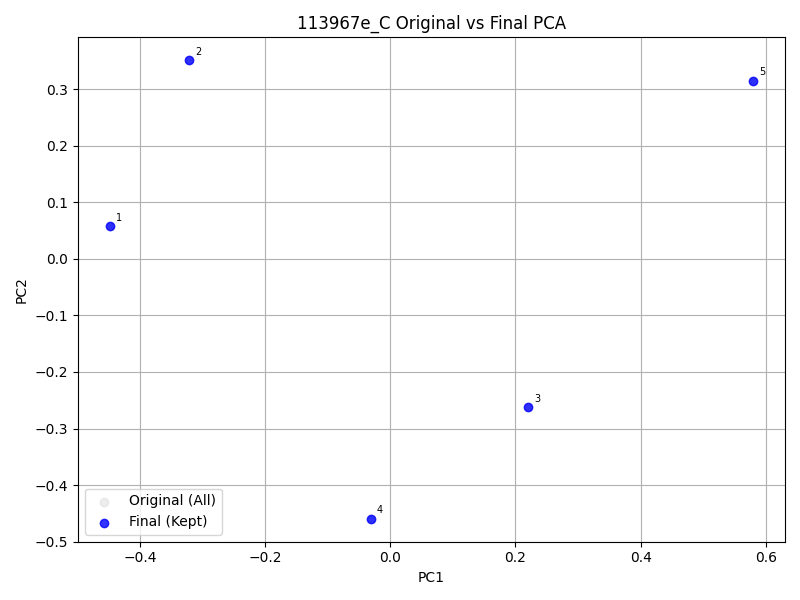 113967e_C Original vs Final PCA
2
5
1
3
4
PC2
0.3
0.2
0.1
0.0
−0.1
−0.2
−0.3
−0.4
−0.5
Original (All)
Final (Kept)
−0.4 −0.2 0.0 0.2 0.4 0.6
PC1